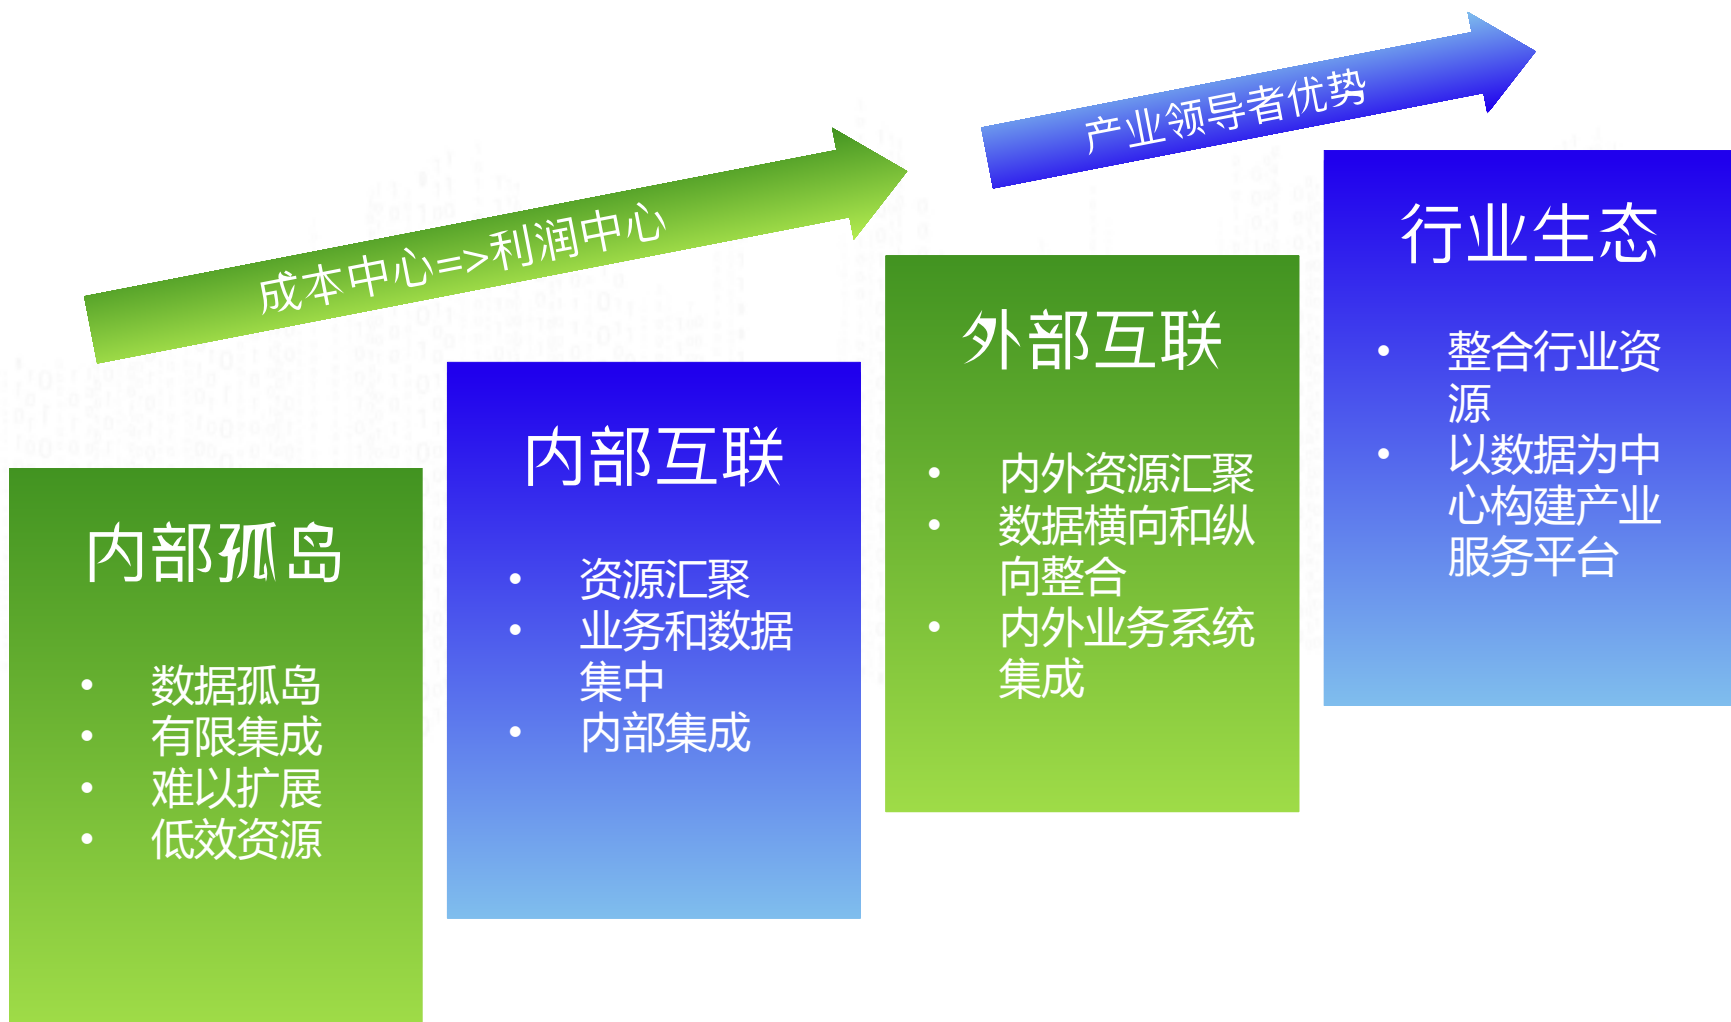 产业领导者优势
成本中心=>利润中心
内部孤岛
• 数据孤岛
• 有限集成
• 难以扩展
• 低效资源
内部互联
• 资源汇聚
• 业务和数据
集中
• 内部集成
外部互联
• 内外资源汇聚
• 数据横向和纵
向整合
• 内外业务系统
集成
行业生态
• 整合行业资
源
• 以数据为中
心构建产业
服务平台